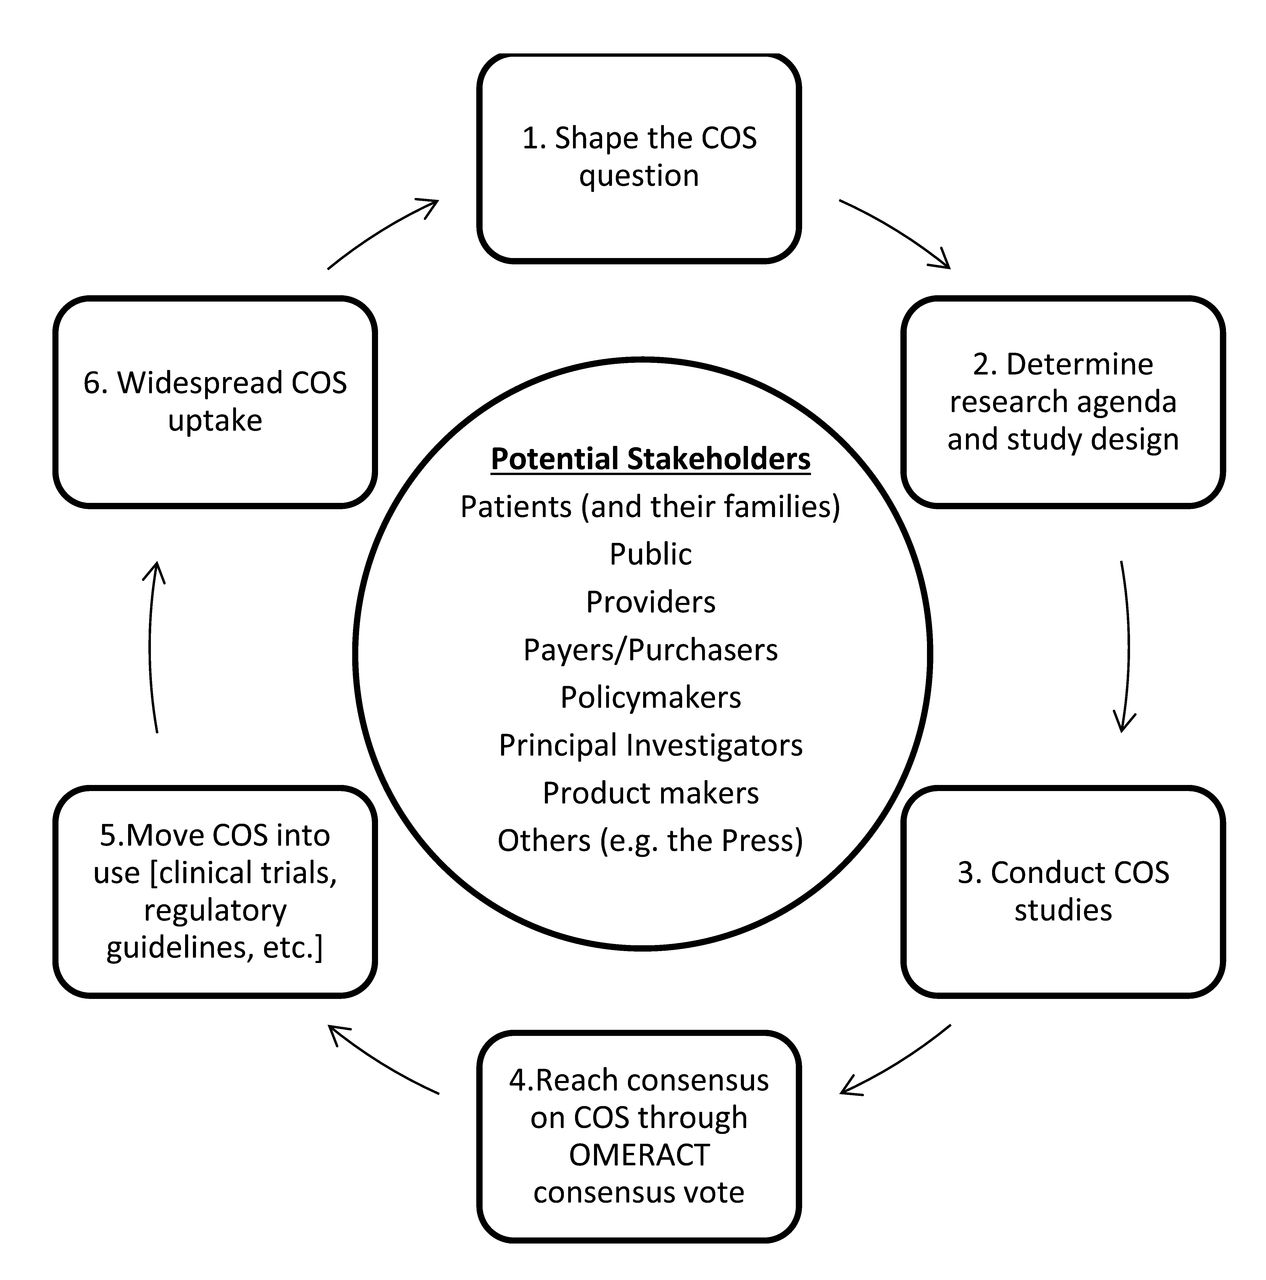 1. Shape the COS
question
2. Determine
research agenda
and study design
3. Conduct COS
studies
4.Reach consensus
on COS through
OMERACT
consensus vote
5.Move COS into
use [clinical trials,
regulatory
guidelines, etc.]
6. Widespread COS
uptake
Potential Stakeholders
Patients (and their families)
Public
Providers
Payers/Purchasers
Policymakers
Principal Investigators
Product makers
Others (e.g. the Press)